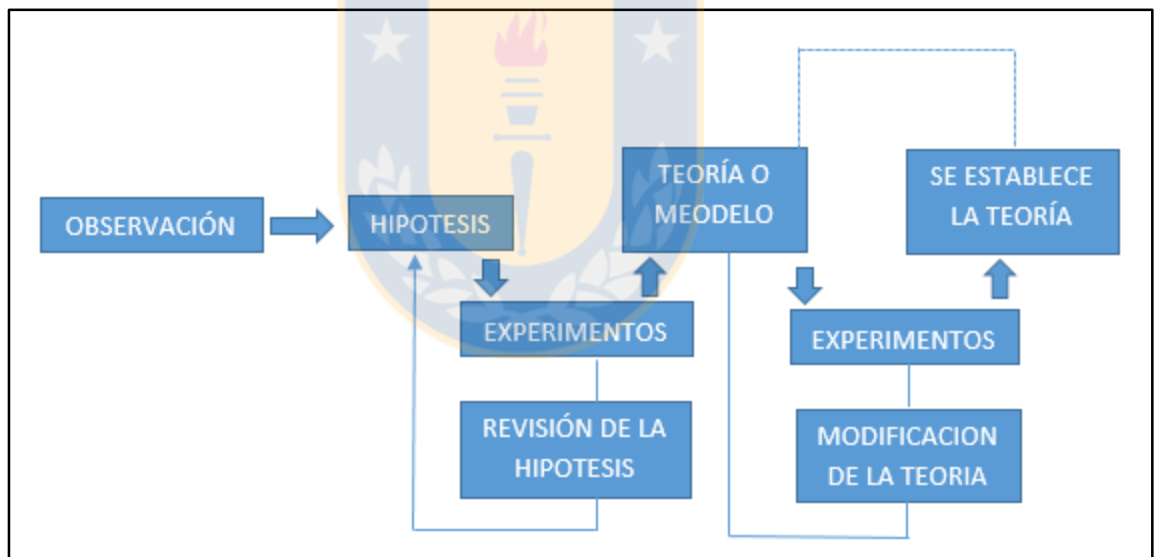 OBSERVACIÓN
HIPOTESIS
EXPERIMENTOS
REVISIÓN DE LA
HIPOTESIS
TEORÍA O
MEODELO
EXPERIMENTOS
MODIFICACION
DE LA TEORIA
SE ESTABLECE
LA TEORÍA